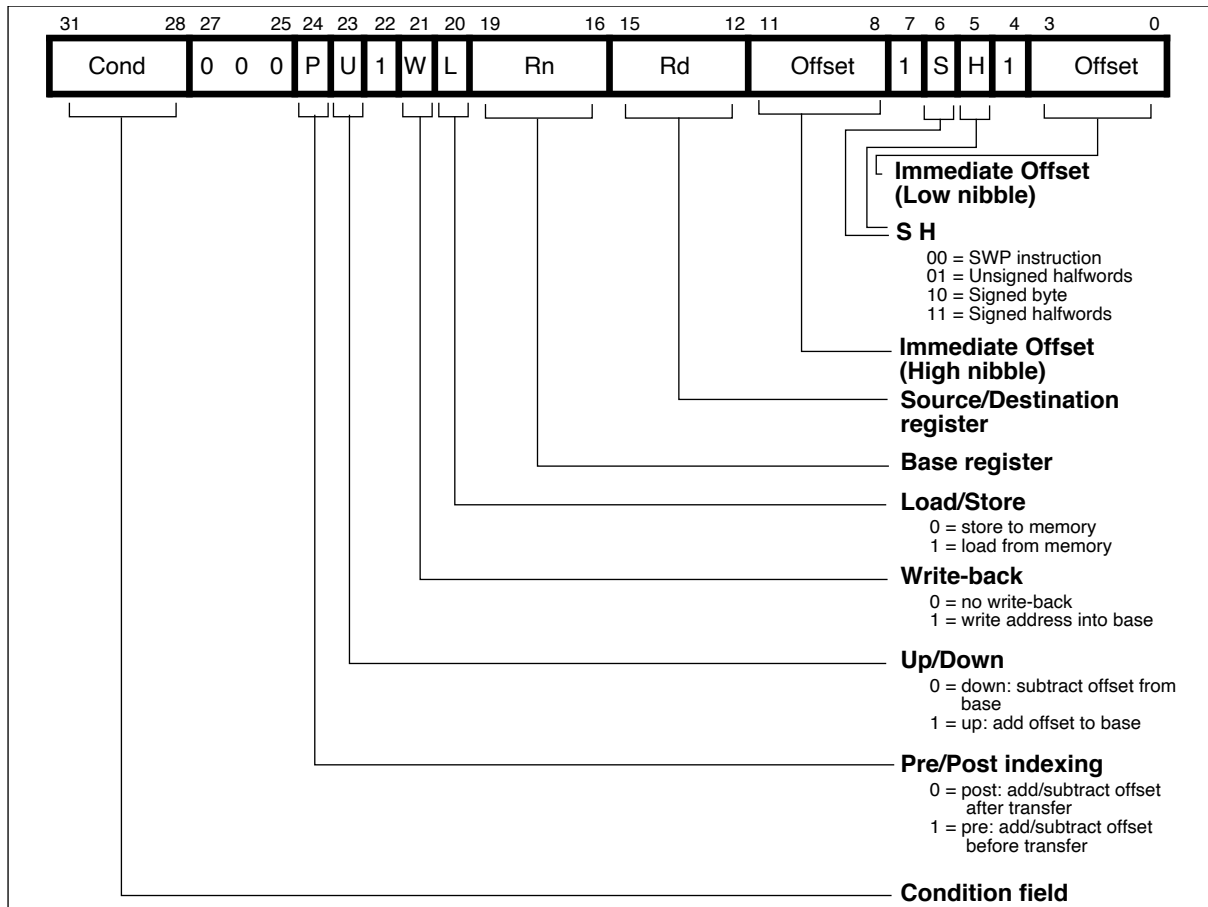 31 28 27 25 24 23 22 21 20 19 16 15 12 11 8 7 6 5 4 3 0
Cond 0 0 0 P U 1 W L Rn Rd Offset 1 S H 1 Offset
Immediate Offset
(Low nibble)
S H
00 = SWP instruction
01 = Unsigned halfwords
10 = Signed byte
11 = Signed halfwords
Immediate Offset
(High nibble)
Source/Destination
register
Base register
Load/Store
0 = store to memory
1 = load from memory
Write-back
0 = no write-back
1 = write address into base
Up/Down
0 = down: subtract offset from
base
1 = up: add offset to base
Pre/Post indexing
0 = post: add/subtract offset
after transfer
1 = pre: add/subtract offset
before transfer
Condition field